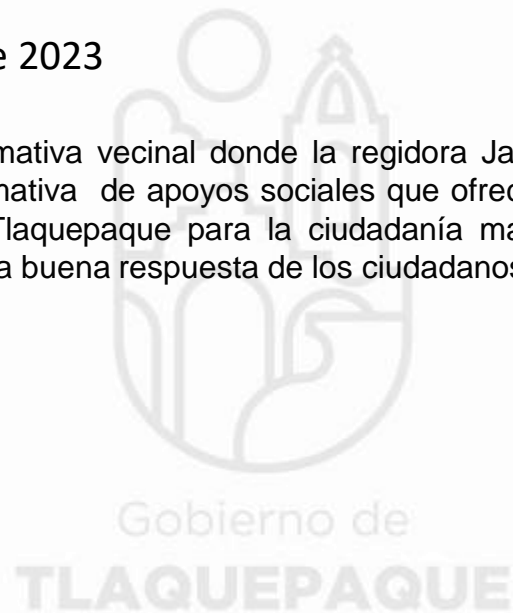 e 2023
mativa vecinal donde la regidora Ja
mativa de apoyos sociales que ofrec
Tlaquepaque para la ciudadanía ma
a buena respuesta de los ciudadanos
Gobierno de
TLAQUEPAQUE